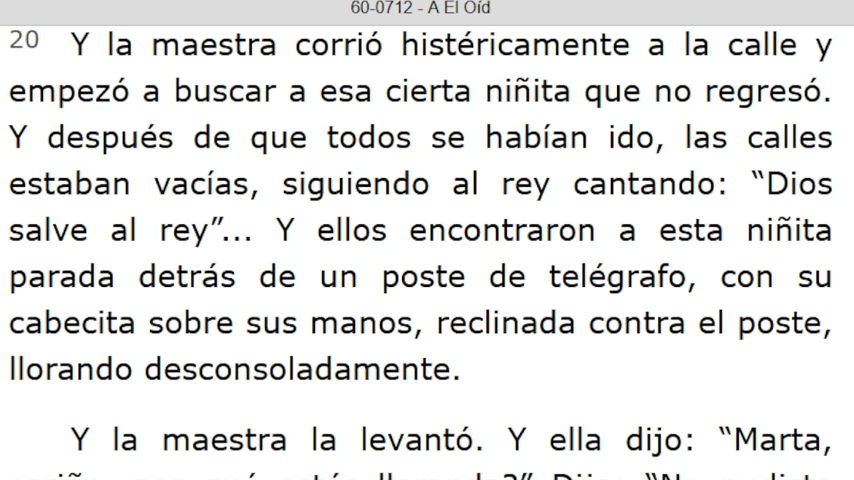 60-0712 - A El Oíd
20 Y la maestra corrió histéricamente a la calle y
empezó a buscar a esa cierta niñita que no regresó.
Y después de que todos se habían ido, las calles
estaban vacías, siguiendo al rey cantando: “Dios
salve al rey”... Y ellos encontraron a esta niñita
parada detrás de un poste de telégrafo, con su
cabecita sobre sus manos, reclinada contra el poste,
llorando desconsoladamente.
Y la maestra la levantó. Y ella dijo: “Marta,